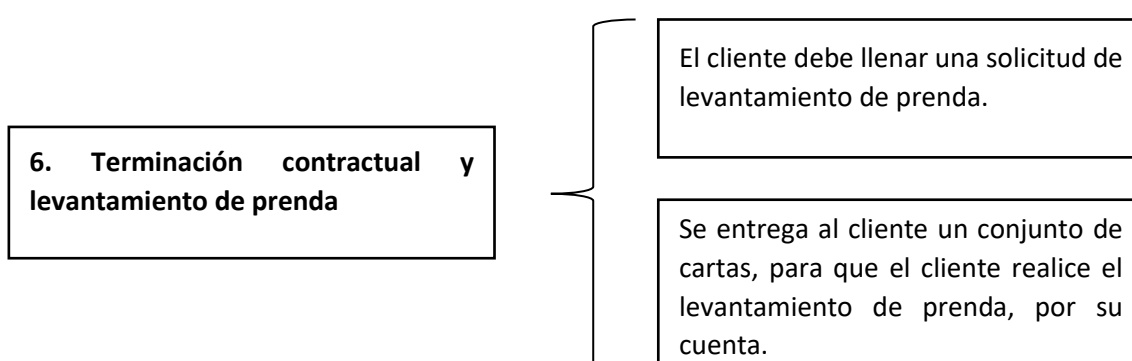 6. Terminación contractual y
levantamiento de prenda
El cliente debe llenar una solicitud de
levantamiento de prenda.
Se entrega al cliente un conjunto de
cartas, para que el cliente realice el
levantamiento de prenda, por su
cuenta.